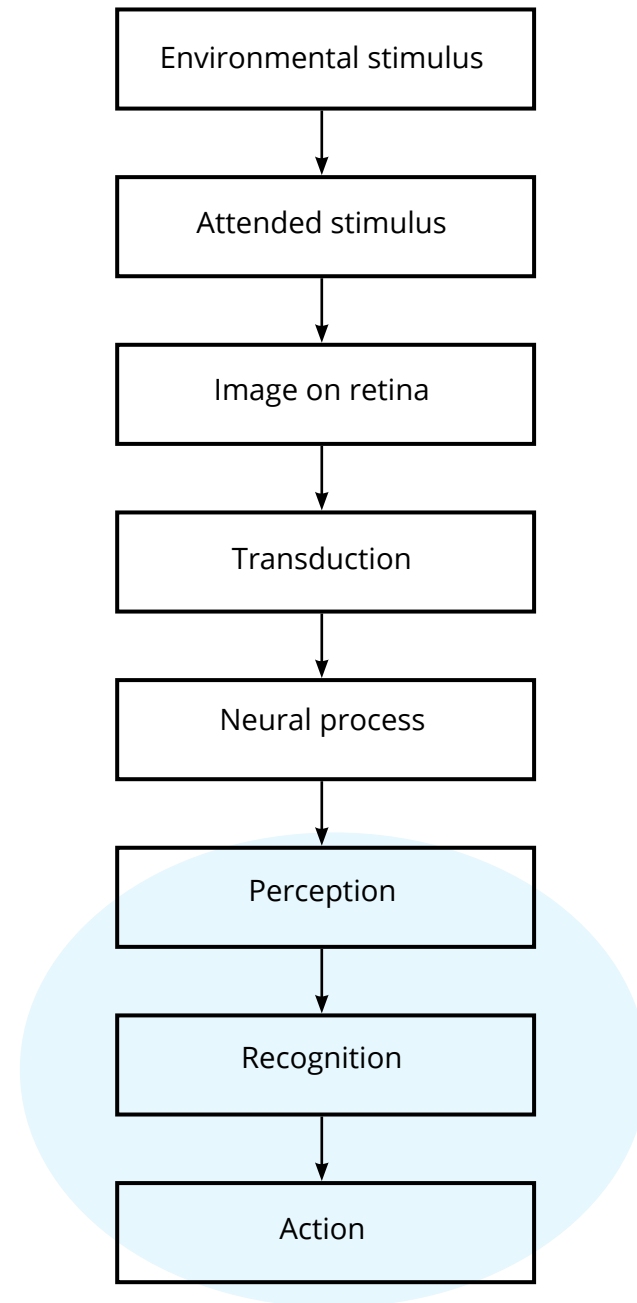 Environmental stimulus
Attended stimulus
Image on retina
Transduction
Neural process
Perception
Recognition
Action